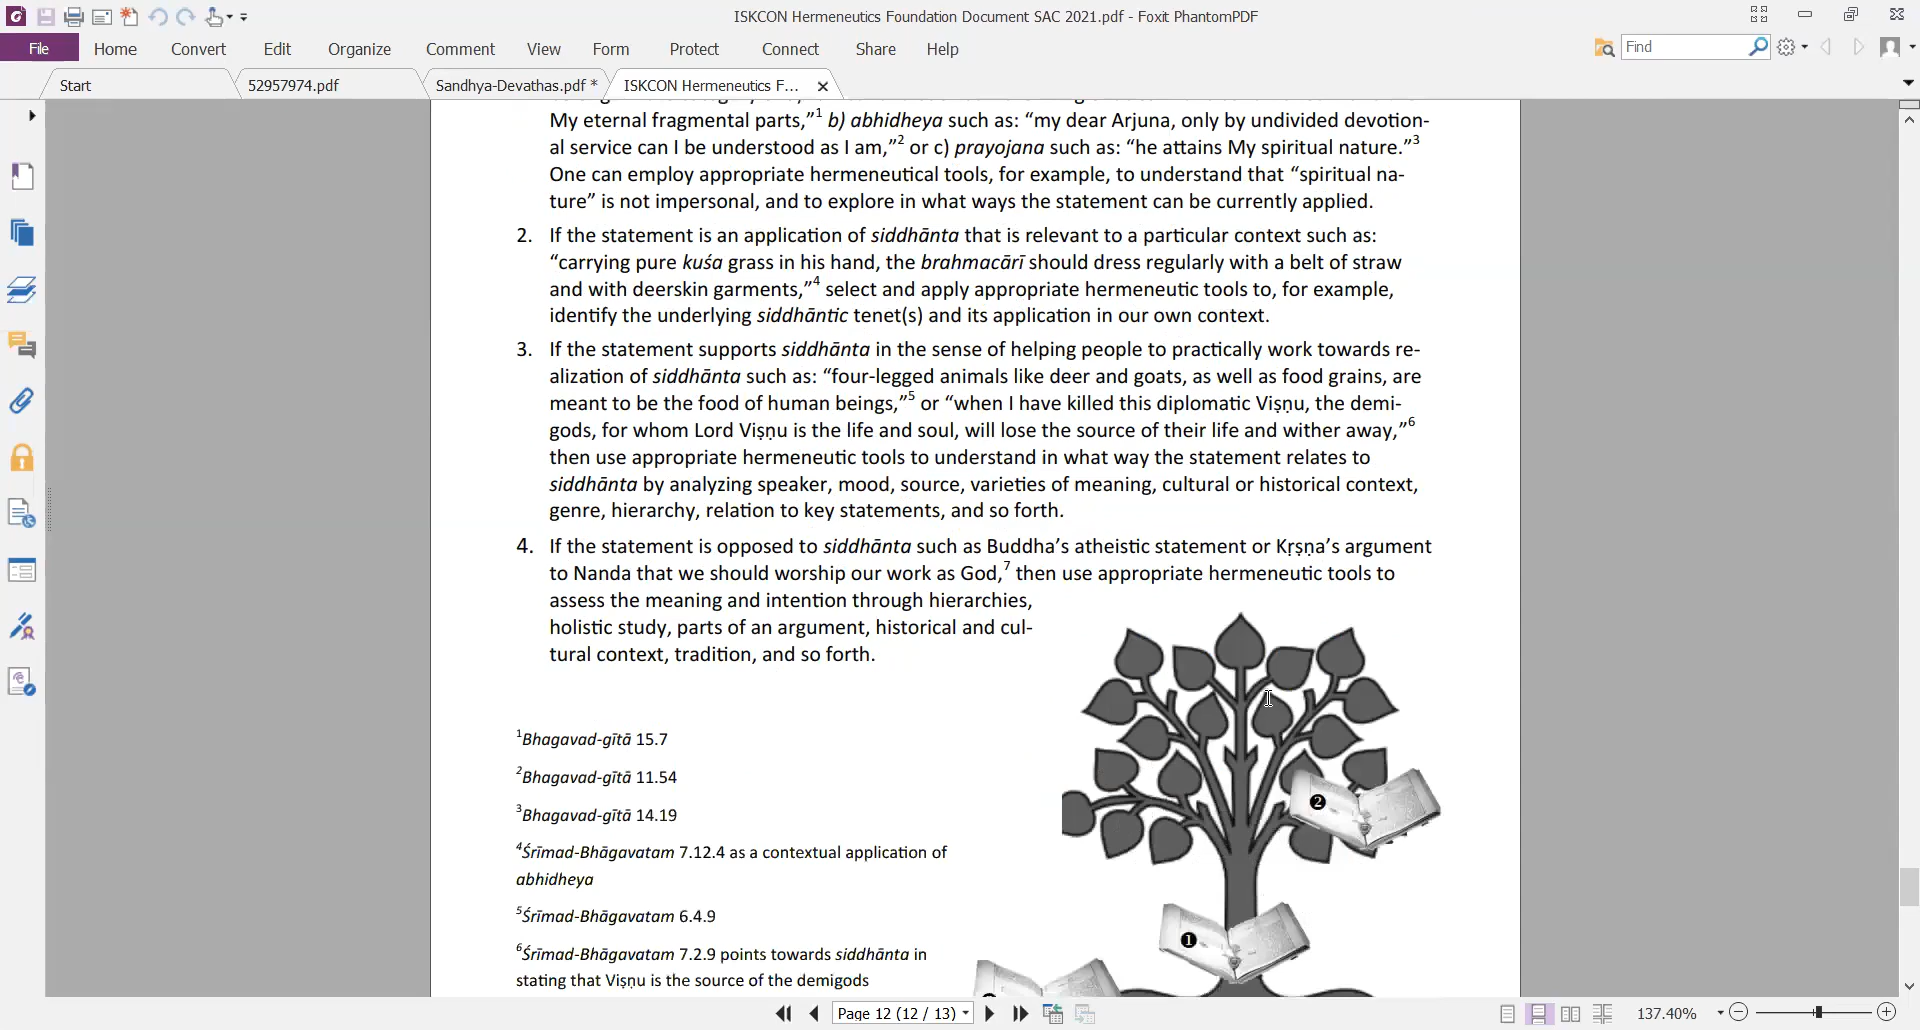 ISKCON Hermeneutics Foundation Document SAC 2021.pdf - Foxit PhantomPDF
File Home Convert Edit Organize Comment View Form Protect Connect Share Help Find
Start 52957974.pdf Sandhya-Devathas.pdf * ISKCON Hermeneutics F...
My eternal fragmental parts,”1 b) abhidheya such as: “my dear Arjuna, only by undivided devotion-
al service can I be understood as I am,”2 or c) prayojana such as: “he attains My spiritual nature.”3
One can employ appropriate hermeneutical tools, for example, to understand that “spiritual na-
ture” is not impersonal, and to explore in what ways the statement can be currently applied.
2. If the statement is an application of siddhānta that is relevant to a particular context such as:
“carrying pure kuśa grass in his hand, the brahmacārī should dress regularly with a belt of straw
and with deerskin garments,”4 select and apply appropriate hermeneutic tools to, for example,
identify the underlying siddhāntic tenet(s) and its application in our own context.
3. If the statement supports siddhānta in the sense of helping people to practically work towards re-
alization of siddhānta such as: “four-legged animals like deer and goats, as well as food grains, are
meant to be the food of human beings,”5 or “when I have killed this diplomatic Viṣṇu, the demi-
gods, for whom Lord Viṣṇu is the life and soul, will lose the source of their life and wither away,”6
then use appropriate hermeneutic tools to understand in what way the statement relates to
siddhānta by analyzing speaker, mood, source, varieties of meaning, cultural or historical context,
genre, hierarchy, relation to key statements, and so forth.
4. If the statement is opposed to siddhānta such as Buddha’s atheistic statement or Kṛṣṇa’s argument
to Nanda that we should worship our work as God,7 then use appropriate hermeneutic tools to
assess the meaning and intention through hierarchies,
holistic study, parts of an argument, historical and cul-
tural context, tradition, and so forth.
1Bhagavad-gītā 15.7
2Bhagavad-gītā 11.54
3Bhagavad-gītā 14.19
4Śrīmad-Bhāgavatam 7.12.4 as a contextual application of
abhidheya
5Śrīmad-Bhāgavatam 6.4.9
6Śrīmad-Bhāgavatam 7.2.9 points towards siddhānta in
stating that Viṣṇu is the source of the demigods
2
1
Page 12 (12 / 13) 137.40%